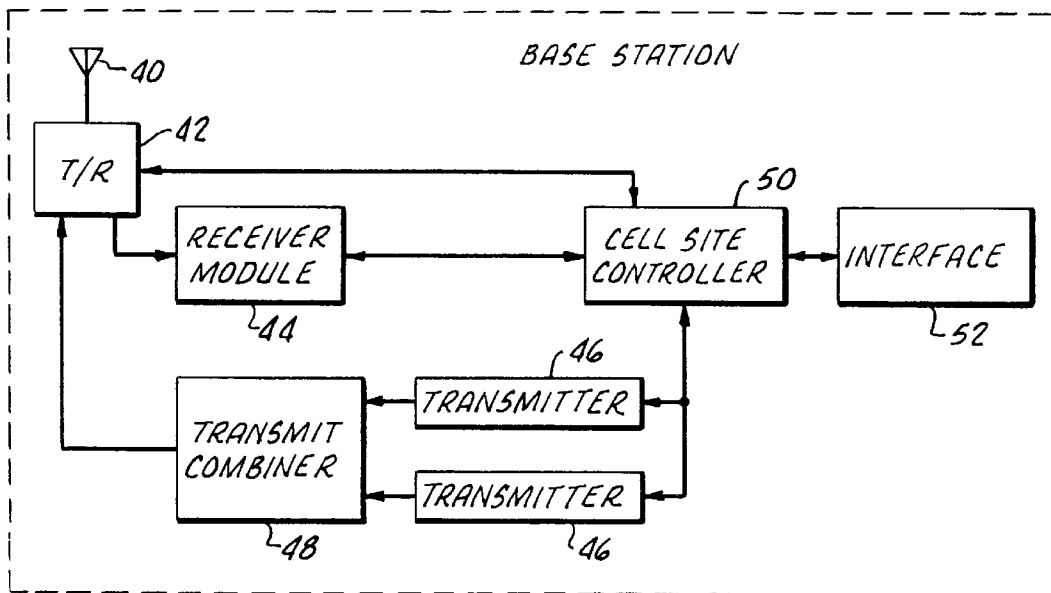 BASE STATION
40
42
T/R
50
RECEIVER
MODULE
44
CELL SITE
CONTROLLER
INTERFACE
52
46
TRANSMITTER
TRANSMIT
COMBINER
48
TRANSMITTER
46